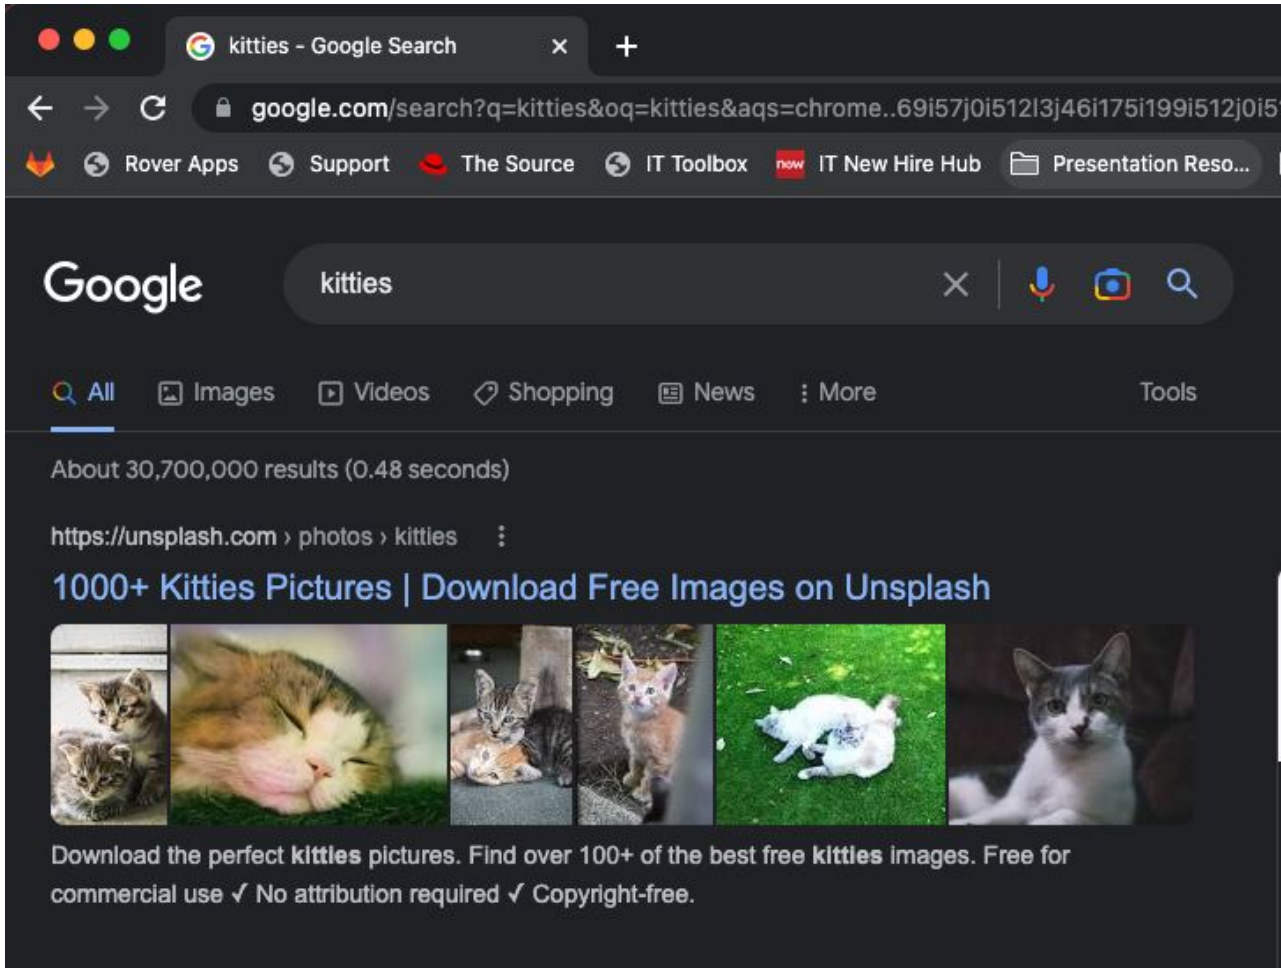 kitties - Google Search
google.com/search?q=kitties&oq=kitties&aqs=chrome..69i57j0i512l3j46i175i199i512j0i5
Rover Apps Support The Source IT Toolbox now IT New Hire Hub Presentation Reso...
Google kitties
All Images Videos Shopping News More Tools
About 30,700,000 results (0.48 seconds)
https://unsplash.com › photos › kitties
1000+ Kitties Pictures | Download Free Images on Unsplash
Download the perfect kitties pictures. Find over 100+ of the best free kitties images. Free for
commercial use ✓ No attribution required ✓ Copyright-free.